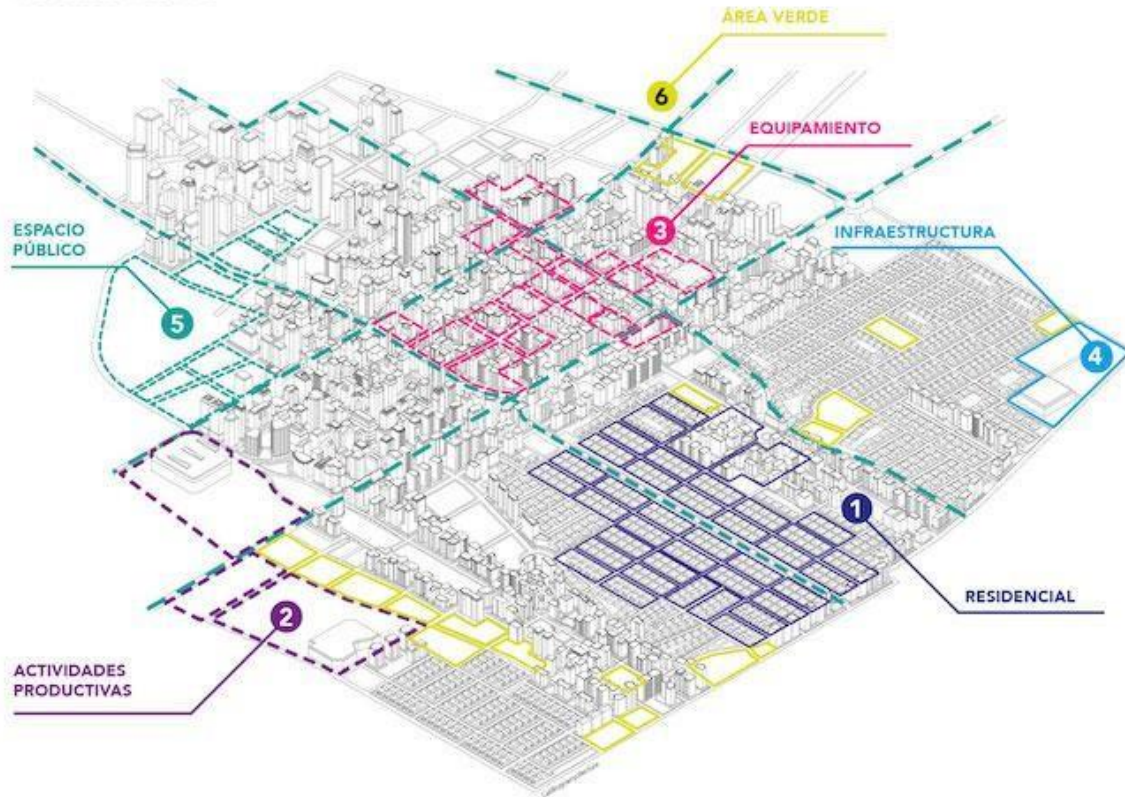 ÁREA VERDE
6
EQUIPAMIENTO
3
ESPACIO
PÚBLICO
5
INFRAESTRUCTURA
4
1
RESIDENCIAL
2
ACTIVIDADES
PRODUCTIVAS